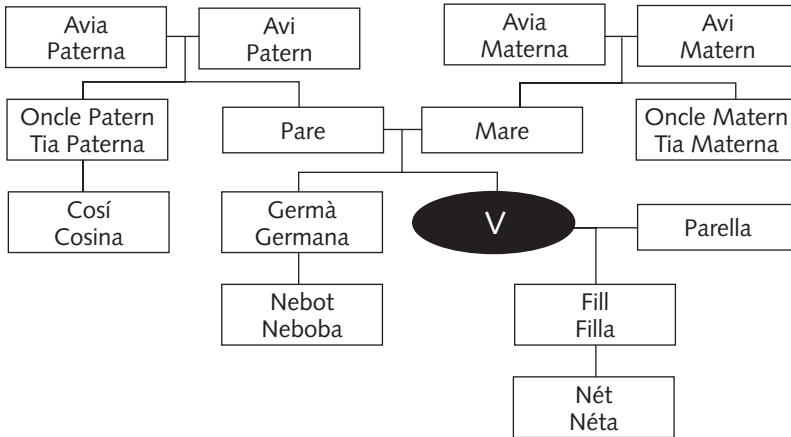 Avia
Paterna
Avi
Patern
Avia
Materna
Avi
Matern
Oncle Patern
Tia Paterna
Pare
Mare
Oncle Matern
Tia Materna
Cosí
Cosina
Germà
Germana
V
Parella
Nebot
Neboba
Fill
Filla
Nét
Néta